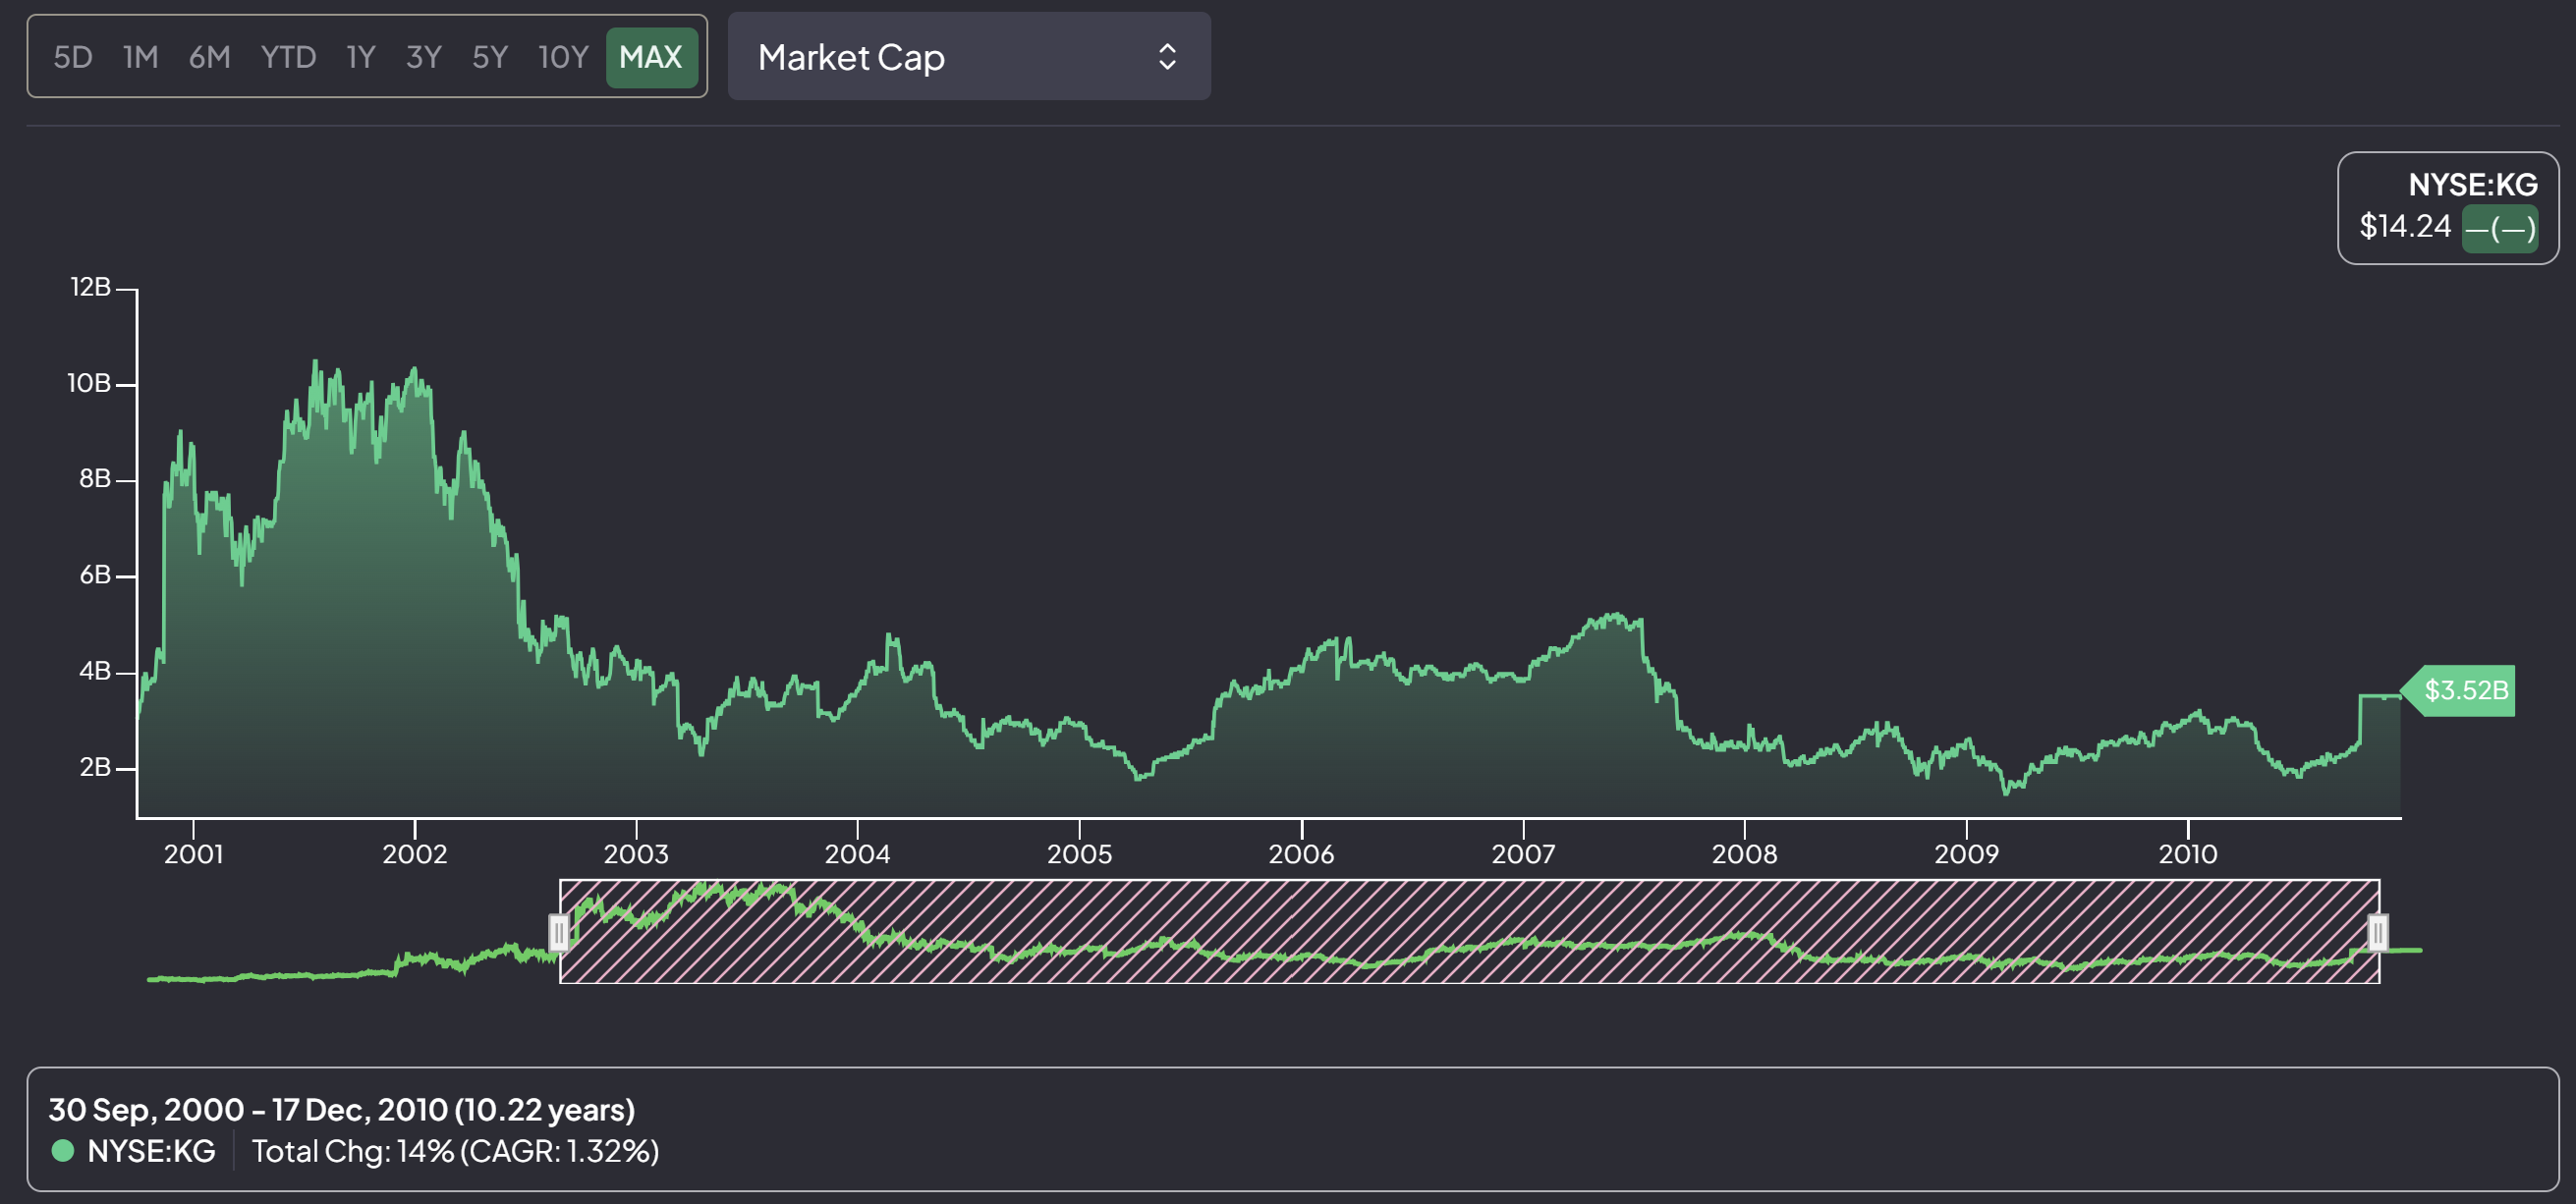 5D 1M 6M YTD 1Y 3Y 5Y 10Y MAX Market Cap
NYSE:KG
$14.24 —(—)
12B
10B
8B
6B
4B
2B
$3.52B
2001 2002 2003 2004 2005 2006 2007 2008 2009 2010
30 Sep, 2000 - 17 Dec, 2010 (10.22 years)
NYSE:KG Total Chg: 14% (CAGR: 1.32%)